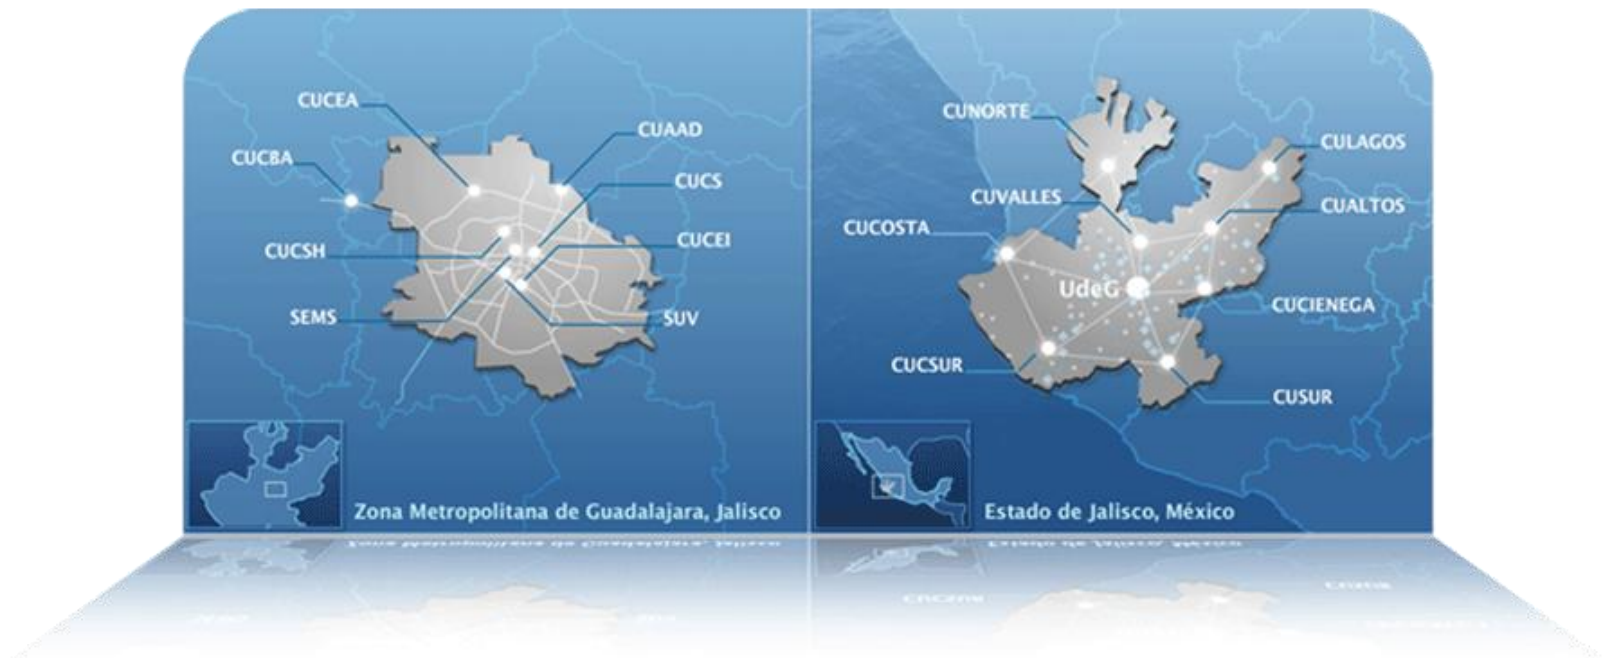 CUCEA
CUAAD
CUCBA
CUCS
CUCSH
CUCEI
SEMS
SUV
Zona Metropolitana de Guadalajara, Jalisco
CUNORTE
CULAGOS
CUVALLES
CUALTOS
CUCOSTA
UdeG
CUCIENEGA
CUCSUR
CUSUR
Estado de Jalisco, México